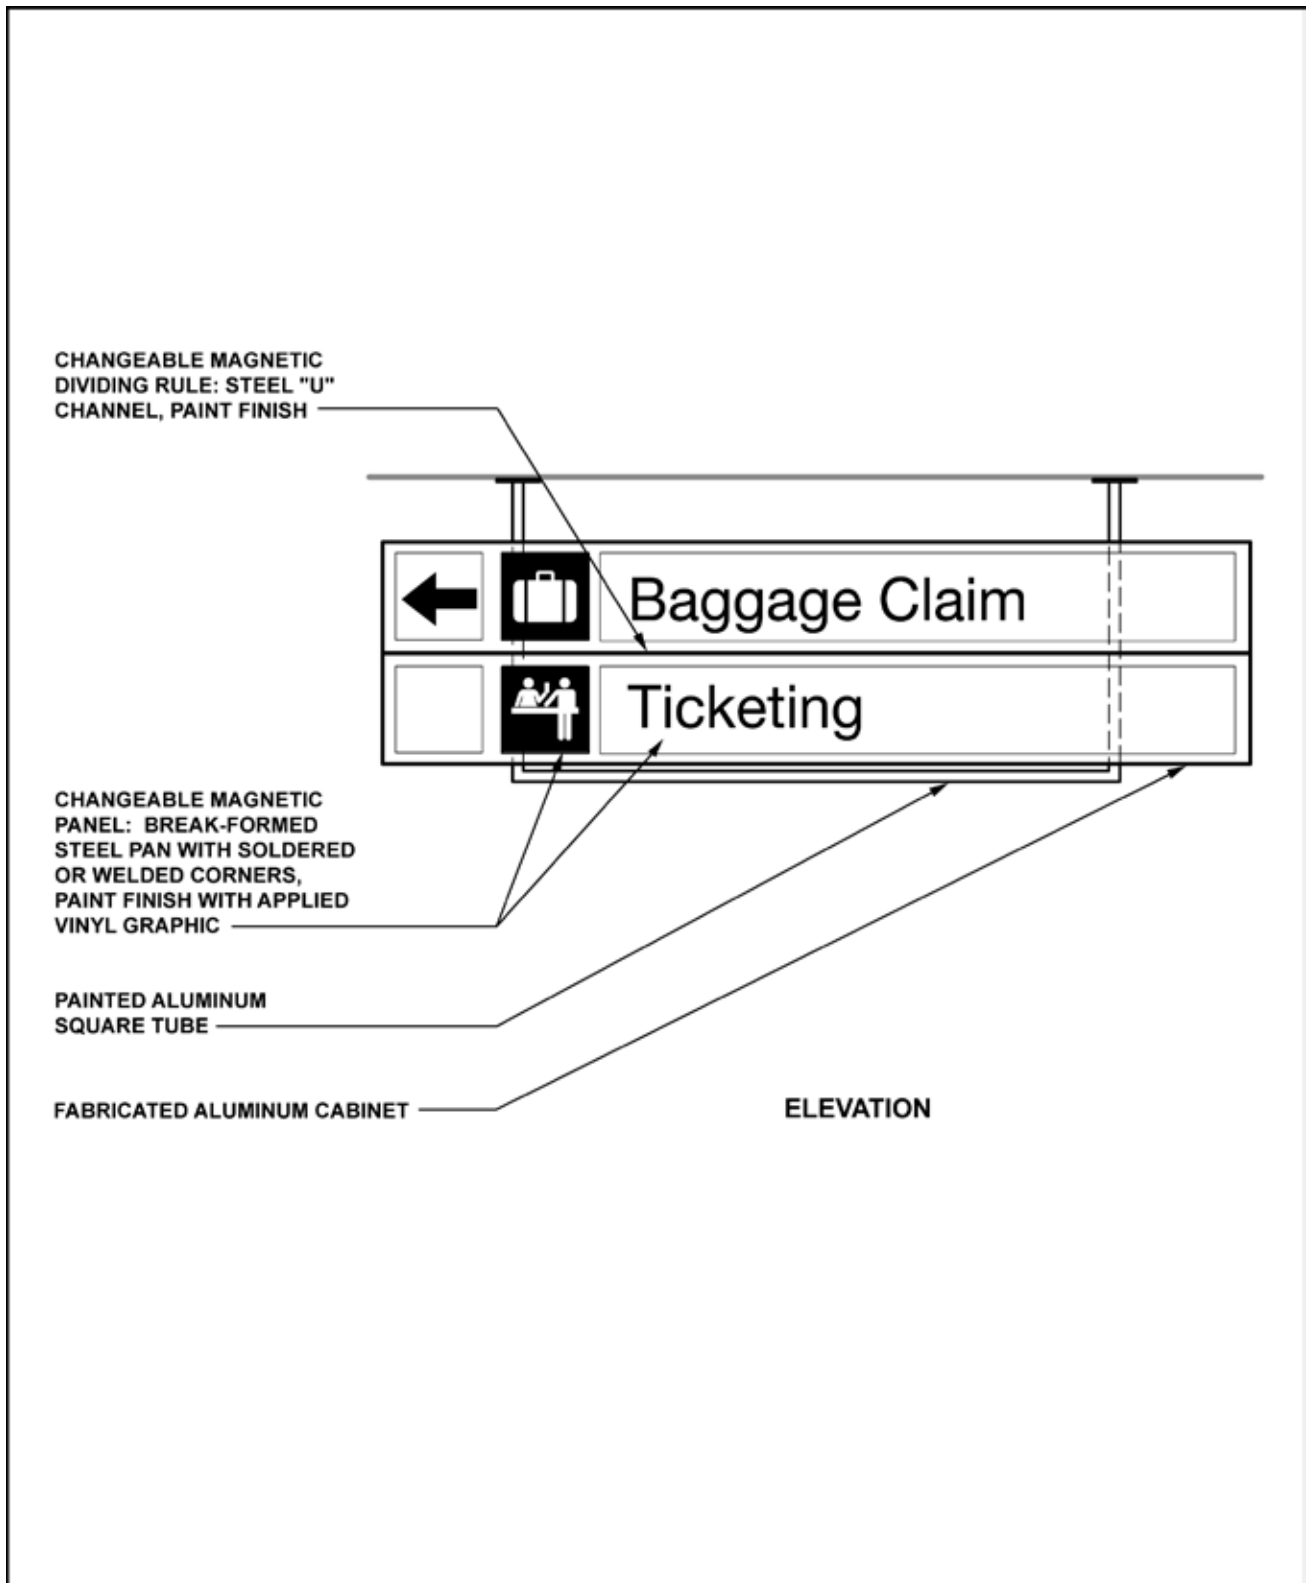 CHANGEABLE MAGNETIC
DIVIDING RULE: STEEL "U"
CHANNEL, PAINT FINISH
Baggage Claim
Ticketing
CHANGEABLE MAGNETIC
PANEL: BREAK-FORMED
STEEL PAN WITH SOLDERED
OR WELDED CORNERS,
PAINT FINISH WITH APPLIED
VINYL GRAPHIC
PAINTED ALUMINUM
SQUARE TUBE
FABRICATED ALUMINUM CABINET
ELEVATION